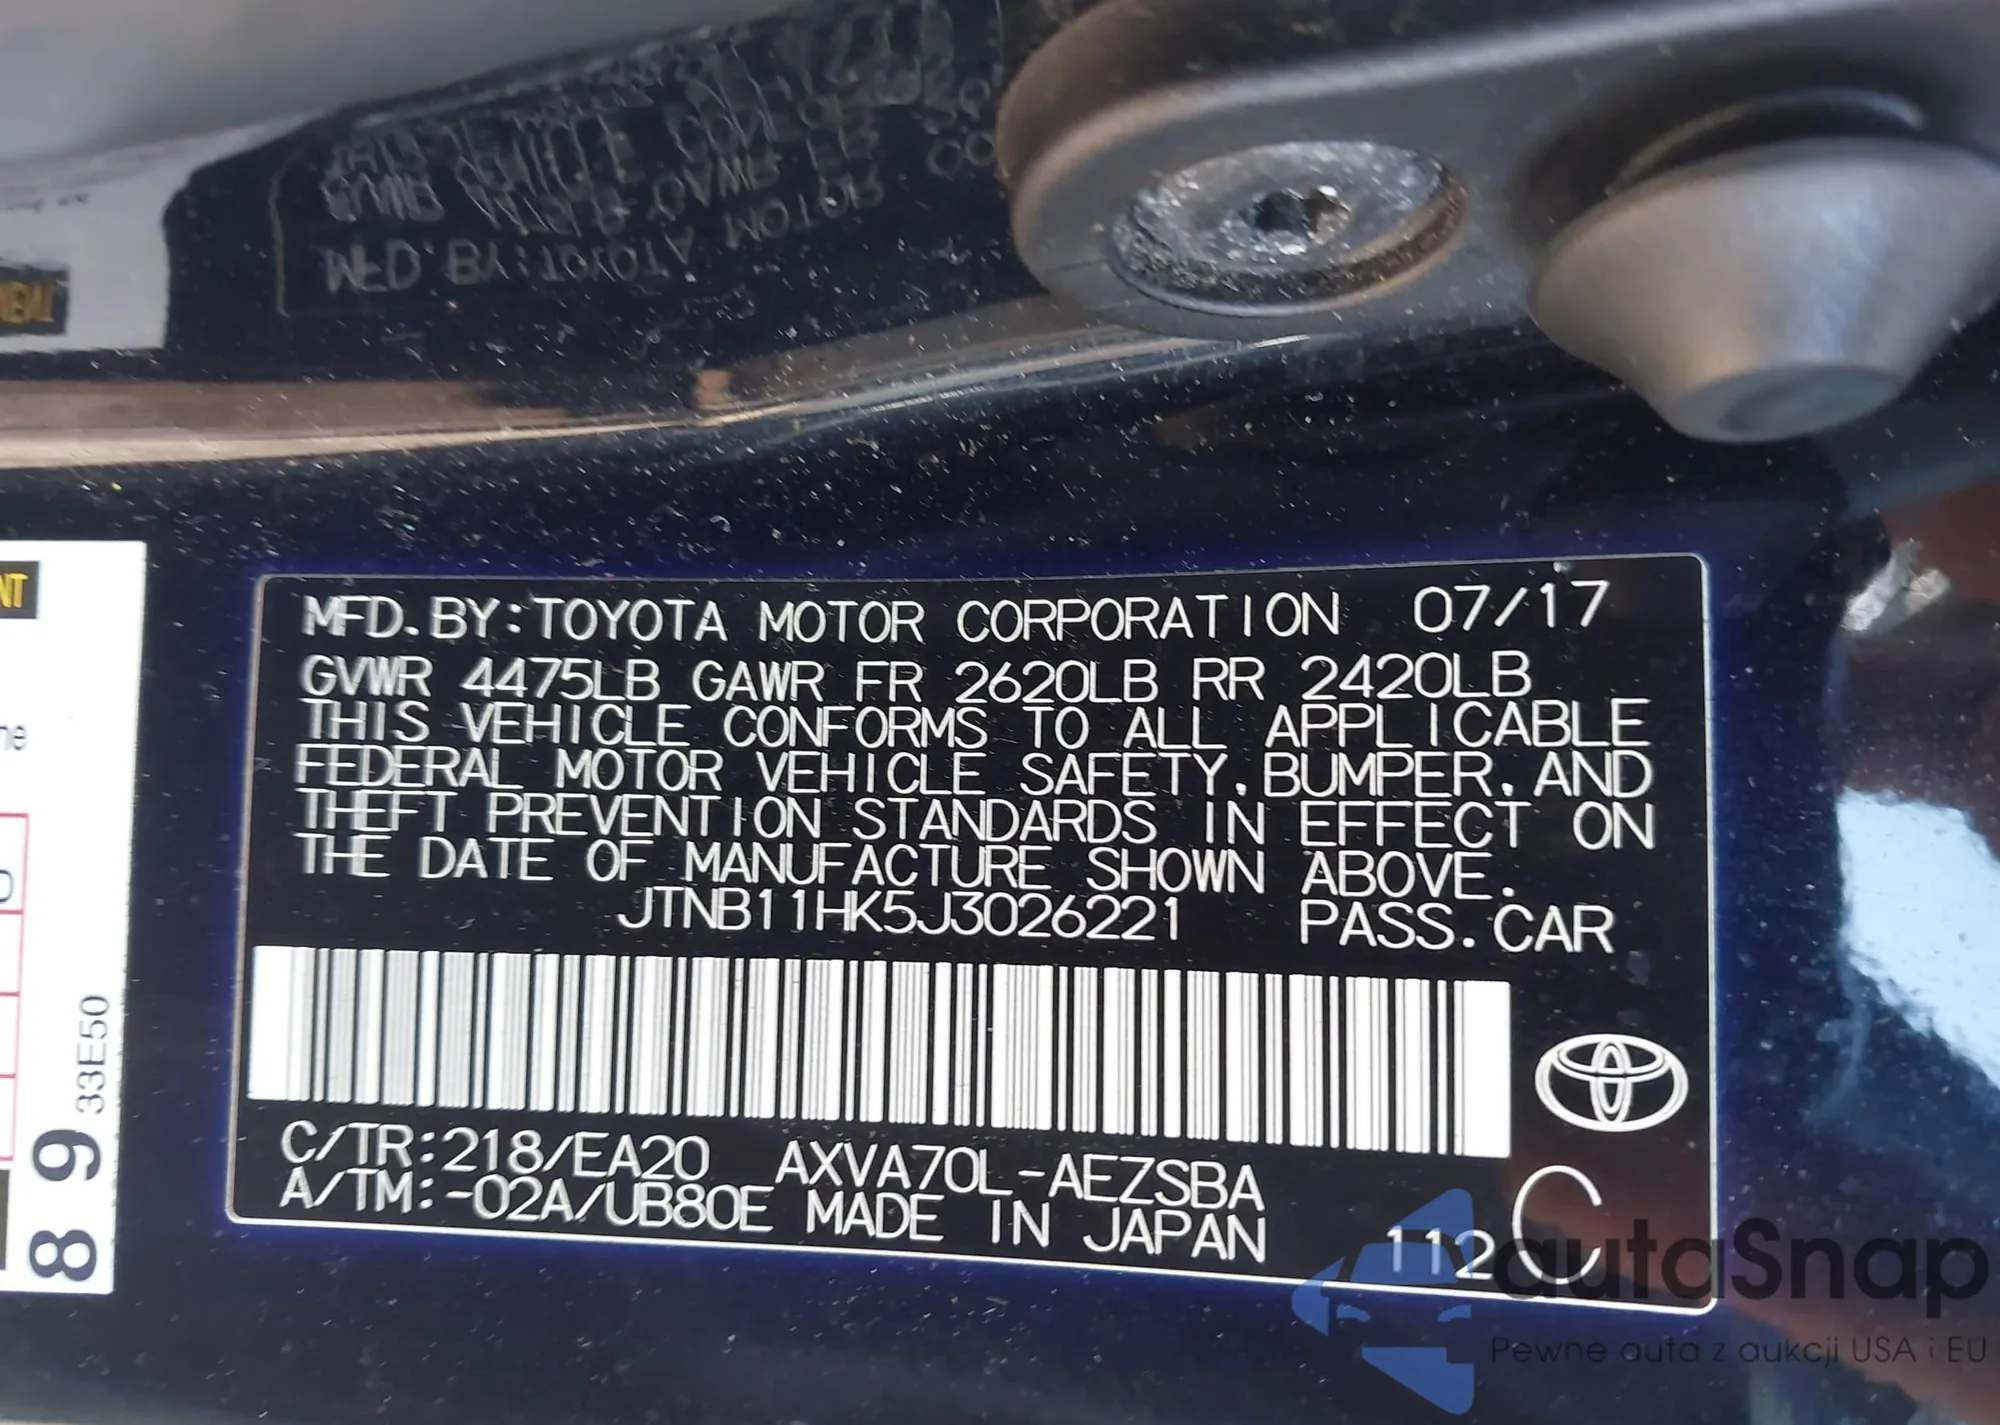 MFD. BY: TOYOTA MOTOR
NT
ne
33E50
89
MFD.BY:TOYOTA MOTOR CORPORATION 07/17
GVWR 4475LB GAWR FR 2620LB RR 2420LB
THIS VEHICLE CONFORMS TO ALL APPLICABLE
FEDERAL MOTOR VEHICLE SAFETY,BUMPER,AND
THEFT PREVENTION STANDARDS IN EFFECT ON
THE DATE OF MANUFACTURE SHOWN ABOVE.
JTNB11HK5J3026221 PASS.CAR
C/TR:218/EA20 AXVA70L-AEZSBA
A/TM:-02A/UB80E MADE IN JAPAN
112 C
autoSnap
Pewne auta z aukcji USA i EU